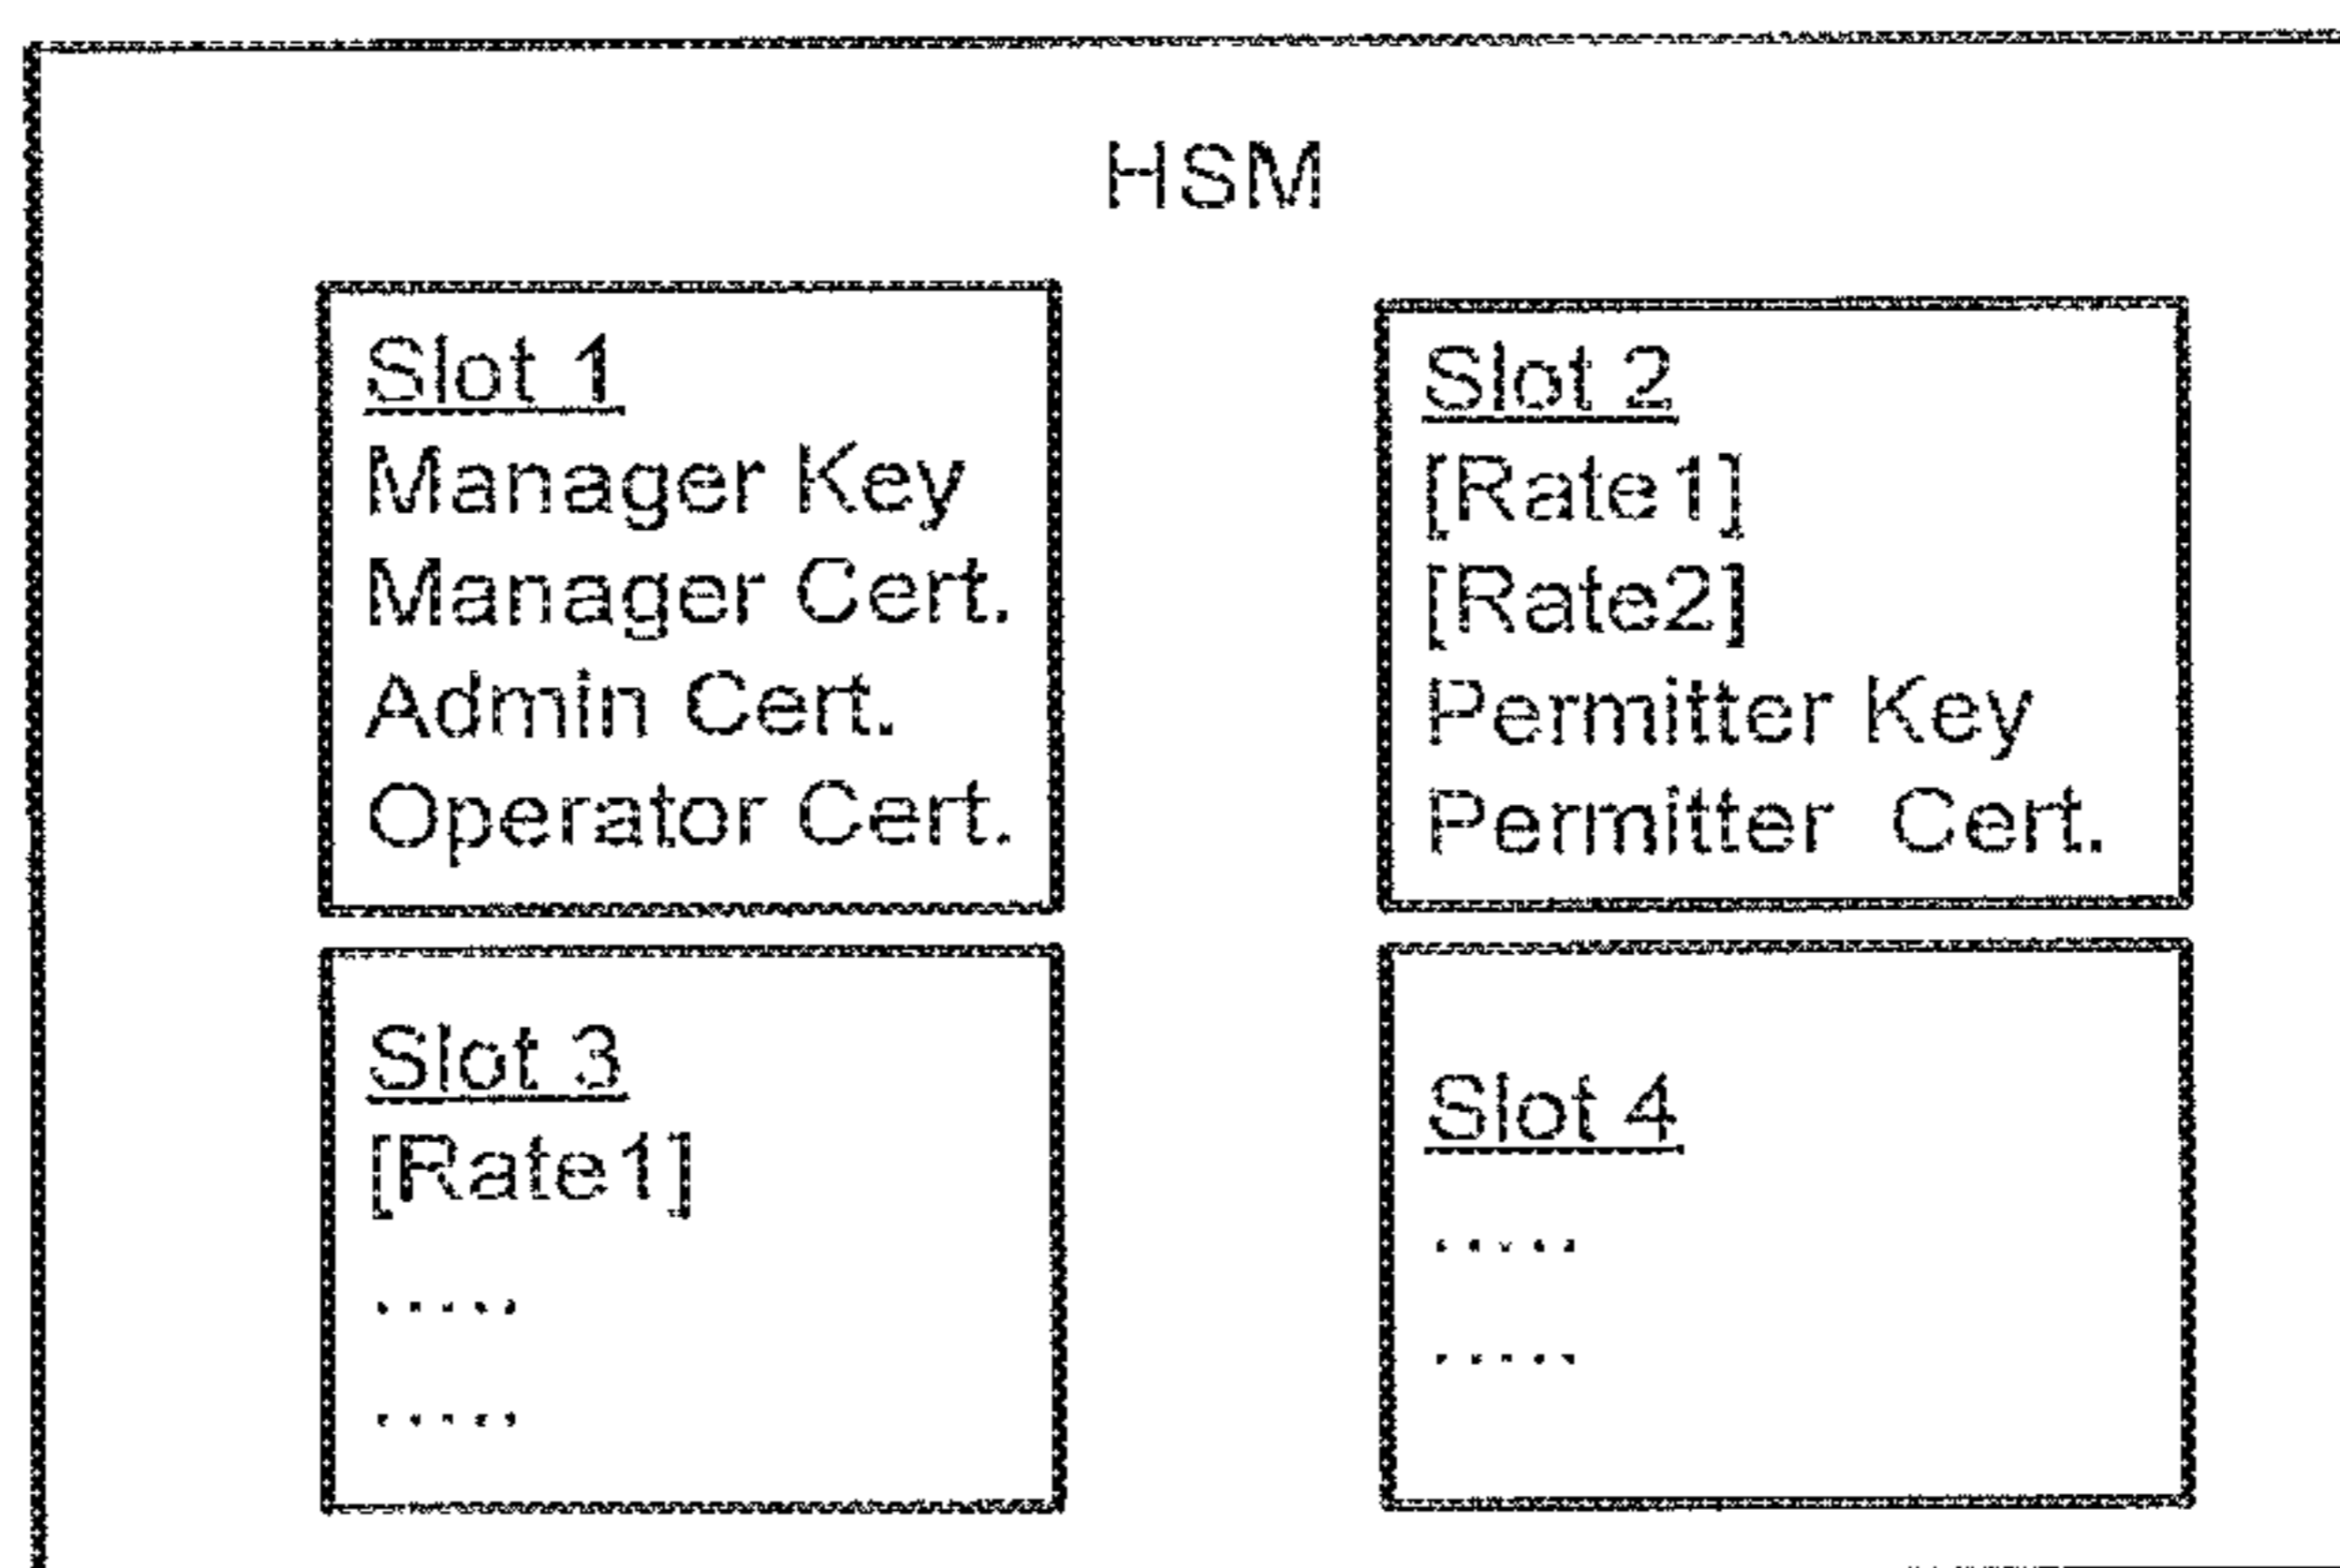 HSM
Slot 1
Manager Key
Manager Cert.
Admin Cert.
Operator Cert.
Slot 2
[Rate1]
[Rate2]
Permitter Key
Permitter Cert.
Slot 3
[Rate1]
.....
.....
Slot 4
.....
.....